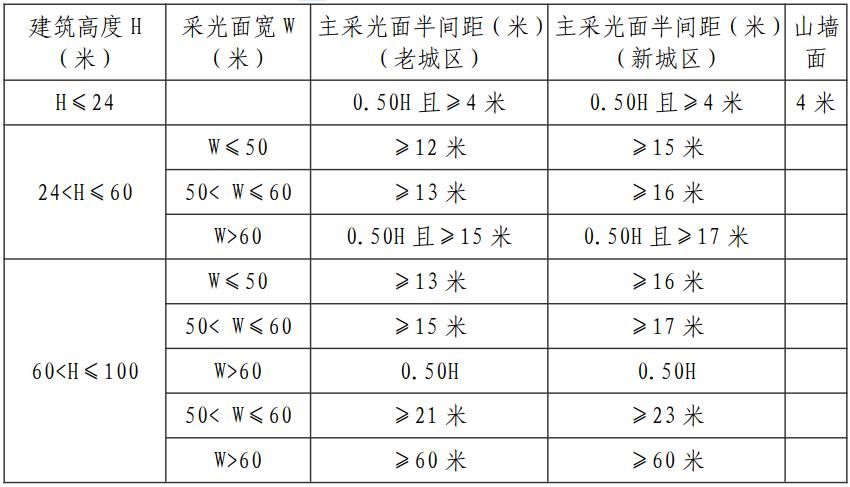 建筑高度 H（米） 采光面宽 W（米） 主采光面半间距（米）（老城区） 主采光面半间距（米）（新城区） 山墙面
H≤24 0.50H 且≥4 米 0.50H 且≥4 米 4 米
24<H≤60 W≤50 ≥12 米 ≥15 米
50< W≤60 ≥13 米 ≥16 米
W>60 0.50H 且≥15 米 0.50H 且≥17 米
60<H≤100 W≤50 ≥13 米 ≥16 米
50< W≤60 ≥15 米 ≥17 米
W>60 0.50H 0.50H
50< W≤60 ≥21 米 ≥23 米
W>60 ≥60 米 ≥60 米